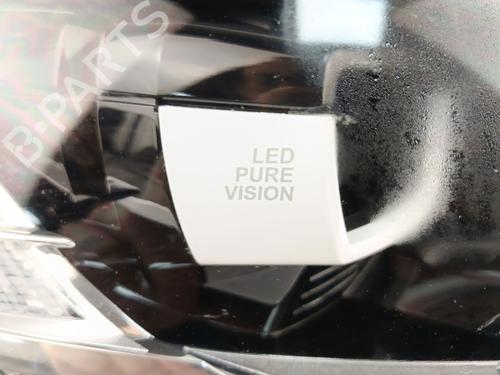 B-PARTS
LED
PURE
VISION